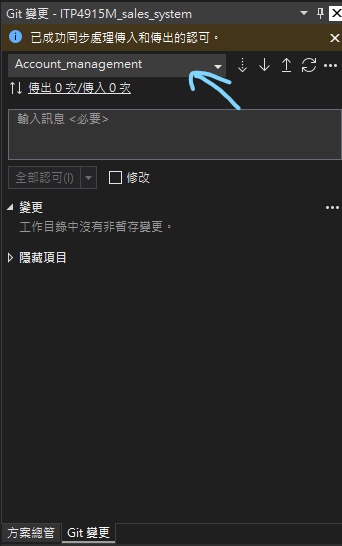 Git 變更 - ITP4915M_sales_system
已成功同步處理傳入和傳出的認可。
Account_management
傳出 0 次/傳入 0 次
輸入訊息 <必要>
全部認可(I)
修改
變更
工作目錄中沒有非暫存變更。
隱藏項目
方案總管
Git 變更